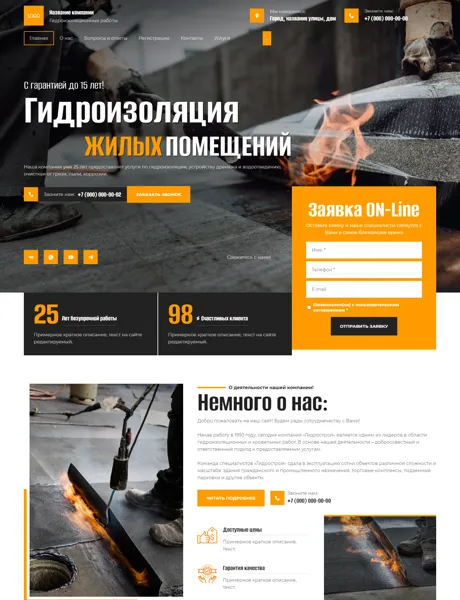 LOGO
Название компании
Гидроизоляционные работы
Мы находимся:
Город, название улицы, дом
Звоните нам:
+7 (000) 000-00-00
Главная
О нас
Вопросы и ответы
Регистрация
Контакты
Услуги
С гарантией до 15 лет!
Гидроизоляция
ЖИЛЫХ ПОМЕЩЕНИЙ
Наша компания уже 25 лет предоставляет услуги по гидроизоляции, устройству дренажа и водоотведению,
очистная от грязи, пыли, коррозии.
Звоните нам: +7 (000) 000-00-02
ЗАКАЗАТЬ ЗВОНОК
Свяжитесь с нами!
Заявка ON-Line
Оставьте заявку и наши специалисты свяжутся с
Вами в самое ближайшее время.
Имя *
Телефон *
E-mail
Ознакомлен(на) с пользовательским
соглашением *
ОТПРАВИТЬ ЗАЯВКУ
25 Лет безупречной работы
Примерное краткое описание, текст на сайте
редактируемый.
98 # Счастливых клиента
Примерное краткое описание, текст на сайте
редактируемый.
О деятельности нашей компании!
Немного о нас:
Добро пожаловать на наш сайт! Будем рады сотрудничеству с Вами!
Начав работу в 1990 году, сегодня компания «Гидрострой» является одним из лидеров в области
гидроизоляционных и кровельных работ. В основе нашей деятельности – добросовестный и
ответственный подход к предоставляемым услугам.
Команда специалистов «Гидрострой» сдала в эксплуатацию сотни объектов различной сложности и
масштаба: здания гражданского и промышленного назначения, торговые комплексы, подземные
парковки и другие объекты.
ЧИТАТЬ ПОДРОБНЕЕ
Звоните нам:
+7 (000) 000-00-00
Доступные цены
Примерное краткое описание,
текст.
Гарантия качества
Примерное краткое описание,
текст.